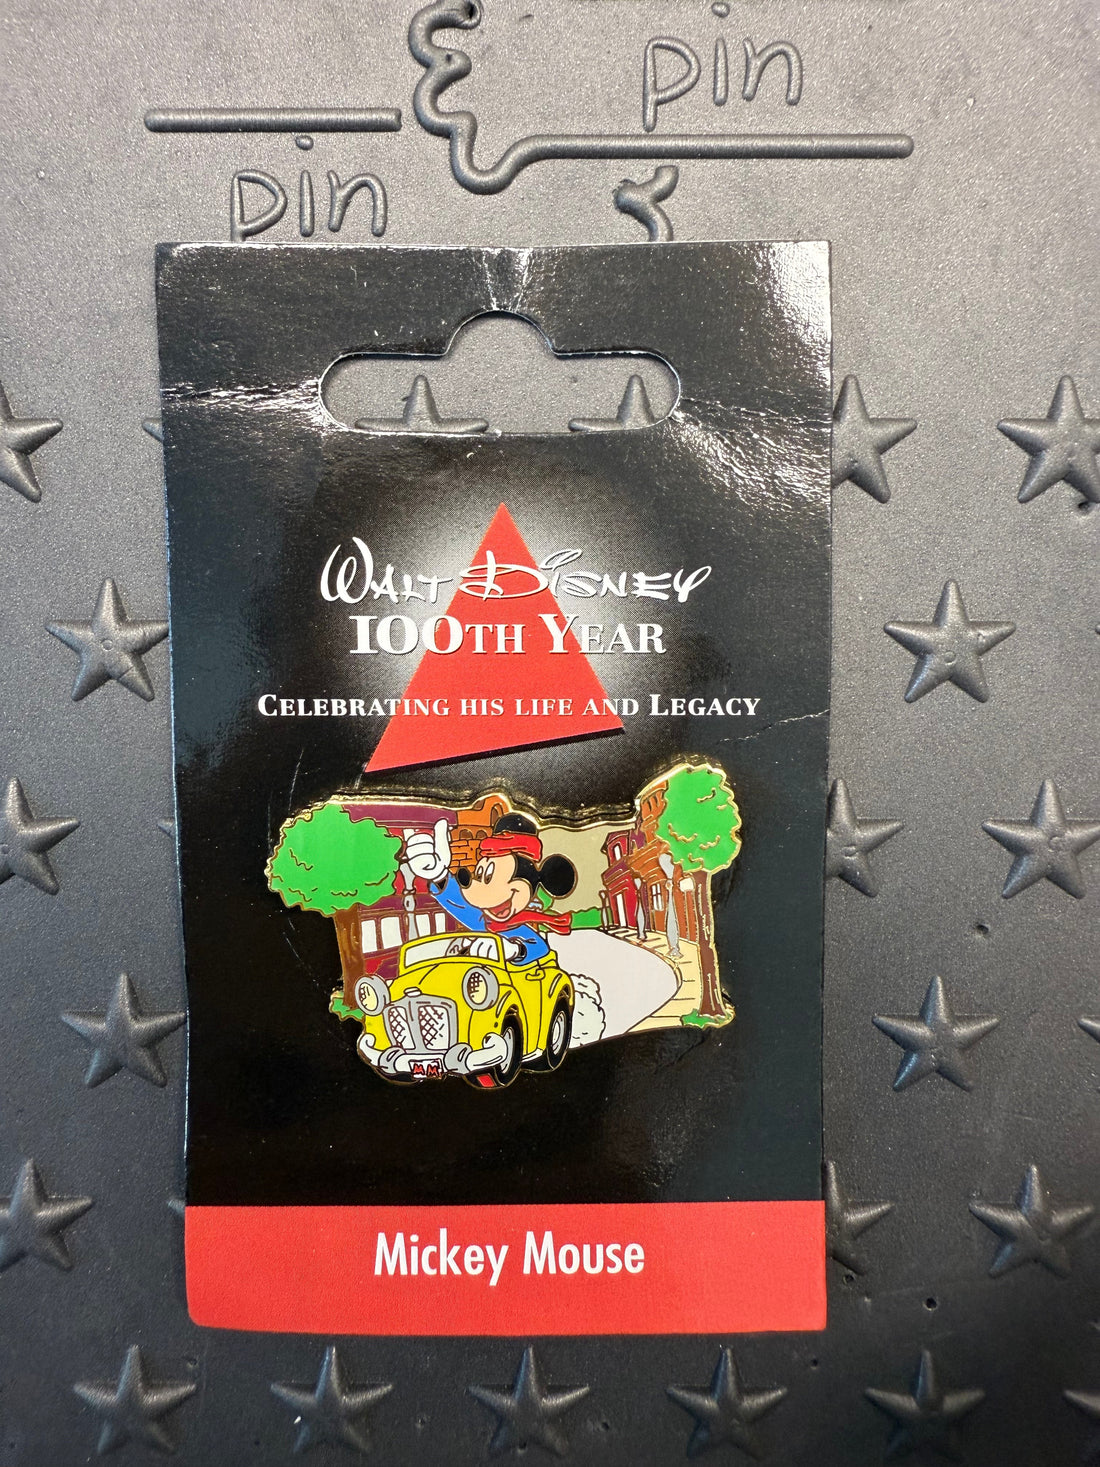 pin
pin
Walt Disney
100th Year
Celebrating his life and Legacy
MM
Mickey Mouse